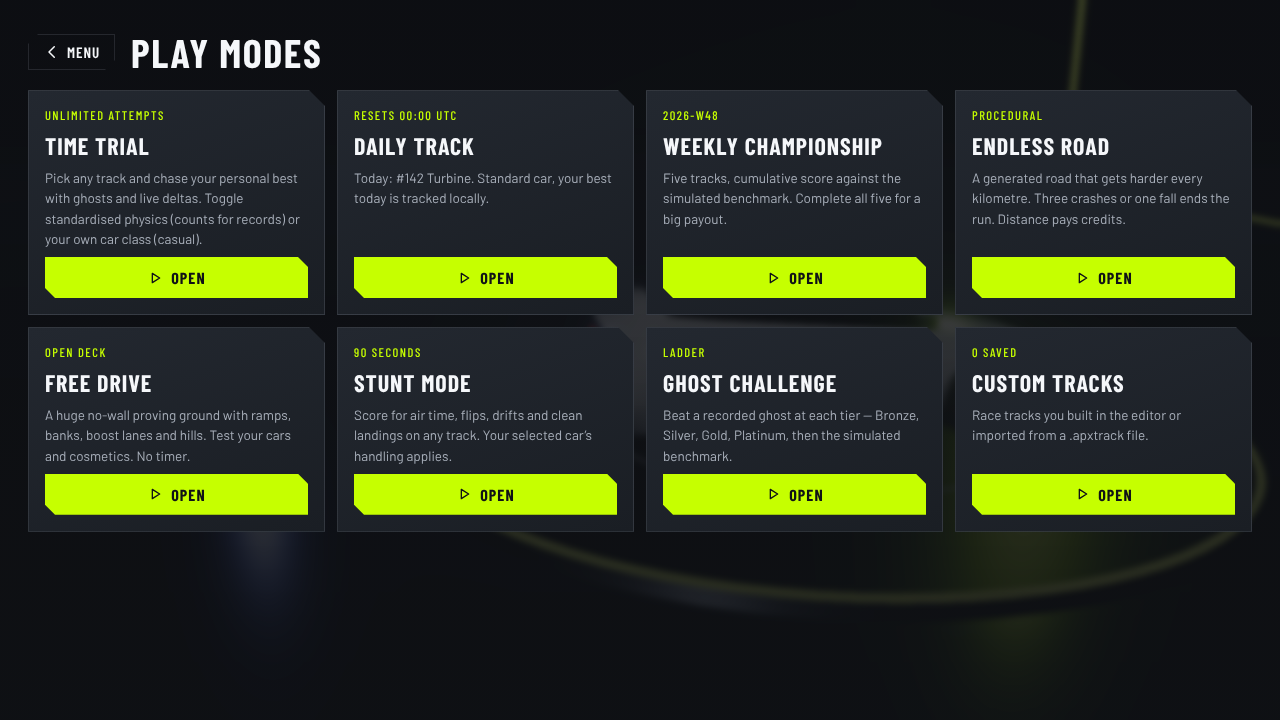 MENU
PLAY MODES
UNLIMITED ATTEMPTS
TIME TRIAL
Pick any track and chase your personal best
with ghosts and live deltas. Toggle
standardised physics (counts for records) or
your own car class (casual).
OPEN
RESETS 00:00 UTC
DAILY TRACK
Today: #142 Turbine. Standard car, your best
today is tracked locally.
OPEN
2026-W48
WEEKLY CHAMPIONSHIP
Five tracks, cumulative score against the
simulated benchmark. Complete all five for a
big payout.
OPEN
PROCEDURAL
ENDLESS ROAD
A generated road that gets harder every
kilometre. Three crashes or one fall ends the
run. Distance pays credits.
OPEN
OPEN DECK
FREE DRIVE
A huge no-wall proving ground with ramps,
banks, boost lanes and hills. Test your cars
and cosmetics. No timer.
OPEN
90 SECONDS
STUNT MODE
Score for air time, flips, drifts and clean
landings on any track. Your selected car's
handling applies.
OPEN
LADDER
GHOST CHALLENGE
Beat a recorded ghost at each tier — Bronze,
Silver, Gold, Platinum, then the simulated
benchmark.
OPEN
0 SAVED
CUSTOM TRACKS
Race tracks you built in the editor or
imported from a .apxtrack file.
OPEN